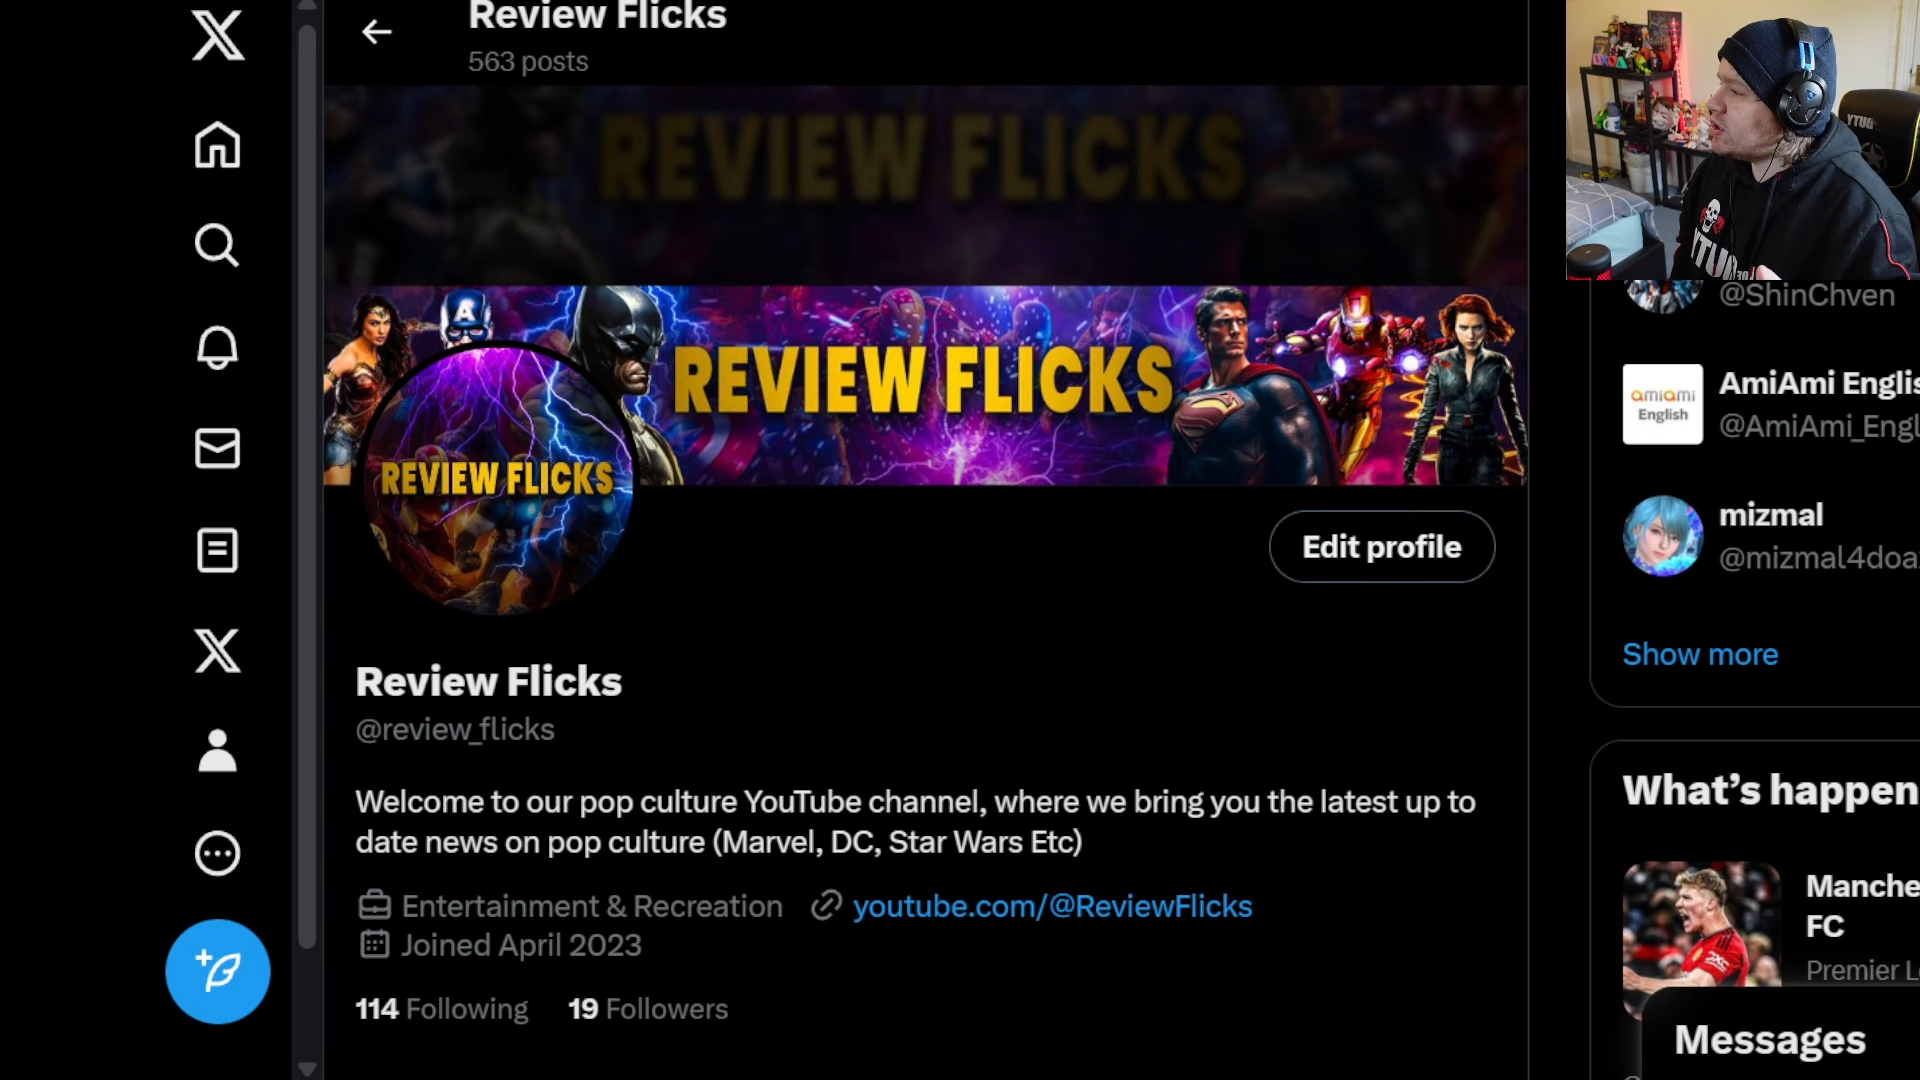 Review Flicks
563 posts
REVIEW FLICKS
REVIEW FLICKS
REVIEW FLICKS
Edit profile
Review Flicks
@review_flicks
Welcome to our pop culture YouTube channel, where we bring you the latest up to
date news on pop culture (Marvel, DC, Star Wars Etc)
Entertainment & Recreation youtube.com/@ReviewFlicks
Joined April 2023
114 Following 19 Followers
@ShinChven
amiami
English
AmiAmi Englis
@AmiAmi_Engl
mizmal
@mizmal4doa
Show more
What's happen
Manche
FC
Premier L
Messages
YTUG